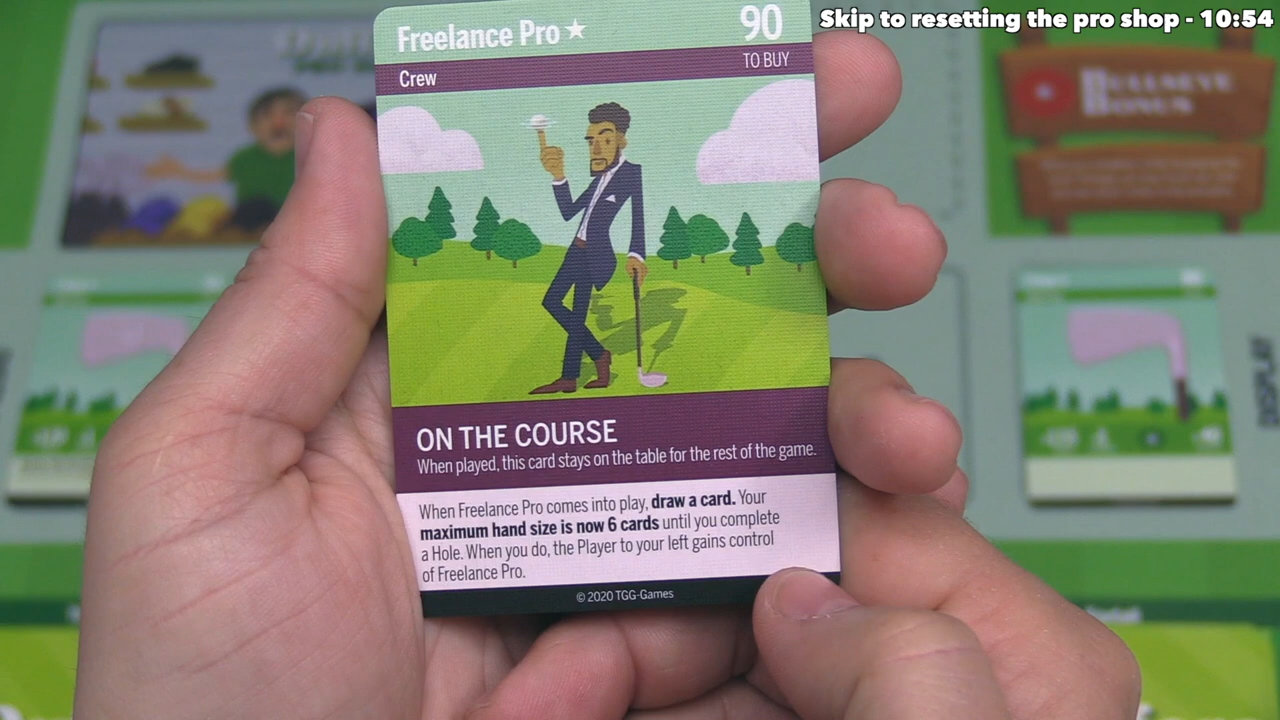 Skip to resetting the pro shop - 10:54
Freelance Pro ★
90
TO BUY
Crew
ON THE COURSE
When played, this card stays on the table for the rest of the game.
When Freelance Pro comes into play, draw a card. Your
maximum hand size is now 6 cards until you complete
a Hole. When you do, the Player to your left gains control
of Freelance Pro.
© 2020 TGG-Games
BULLSEYE
BONUS
DISPLAY